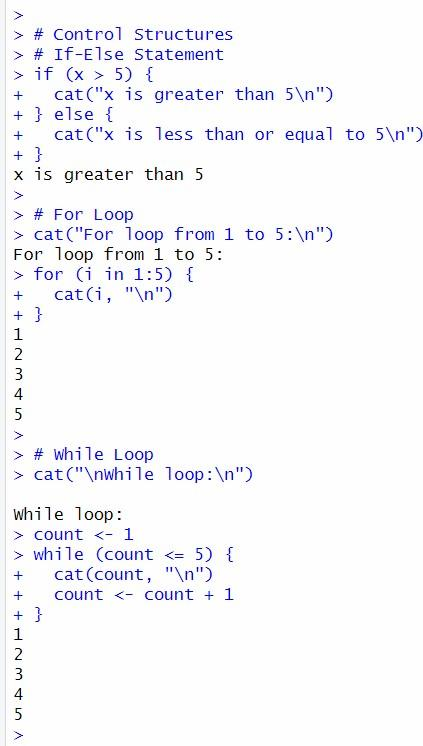 >
> # Control Structures
> # If-Else Statement
> if (x > 5) {
+   cat("x is greater than 5\n")
+ } else {
+   cat("x is less than or equal to 5\n")
+ }
x is greater than 5
>
> # For Loop
> cat("For loop from 1 to 5:\n")
For loop from 1 to 5:
> for (i in 1:5) {
+   cat(i, "\n")
+ }
1
2
3
4
5
>
> # While Loop
> cat("\nWhile loop:\n")

While loop:
> count <- 1
> while (count <= 5) {
+   cat(count, "\n")
+   count <- count + 1
+ }
1
2
3
4
5
>